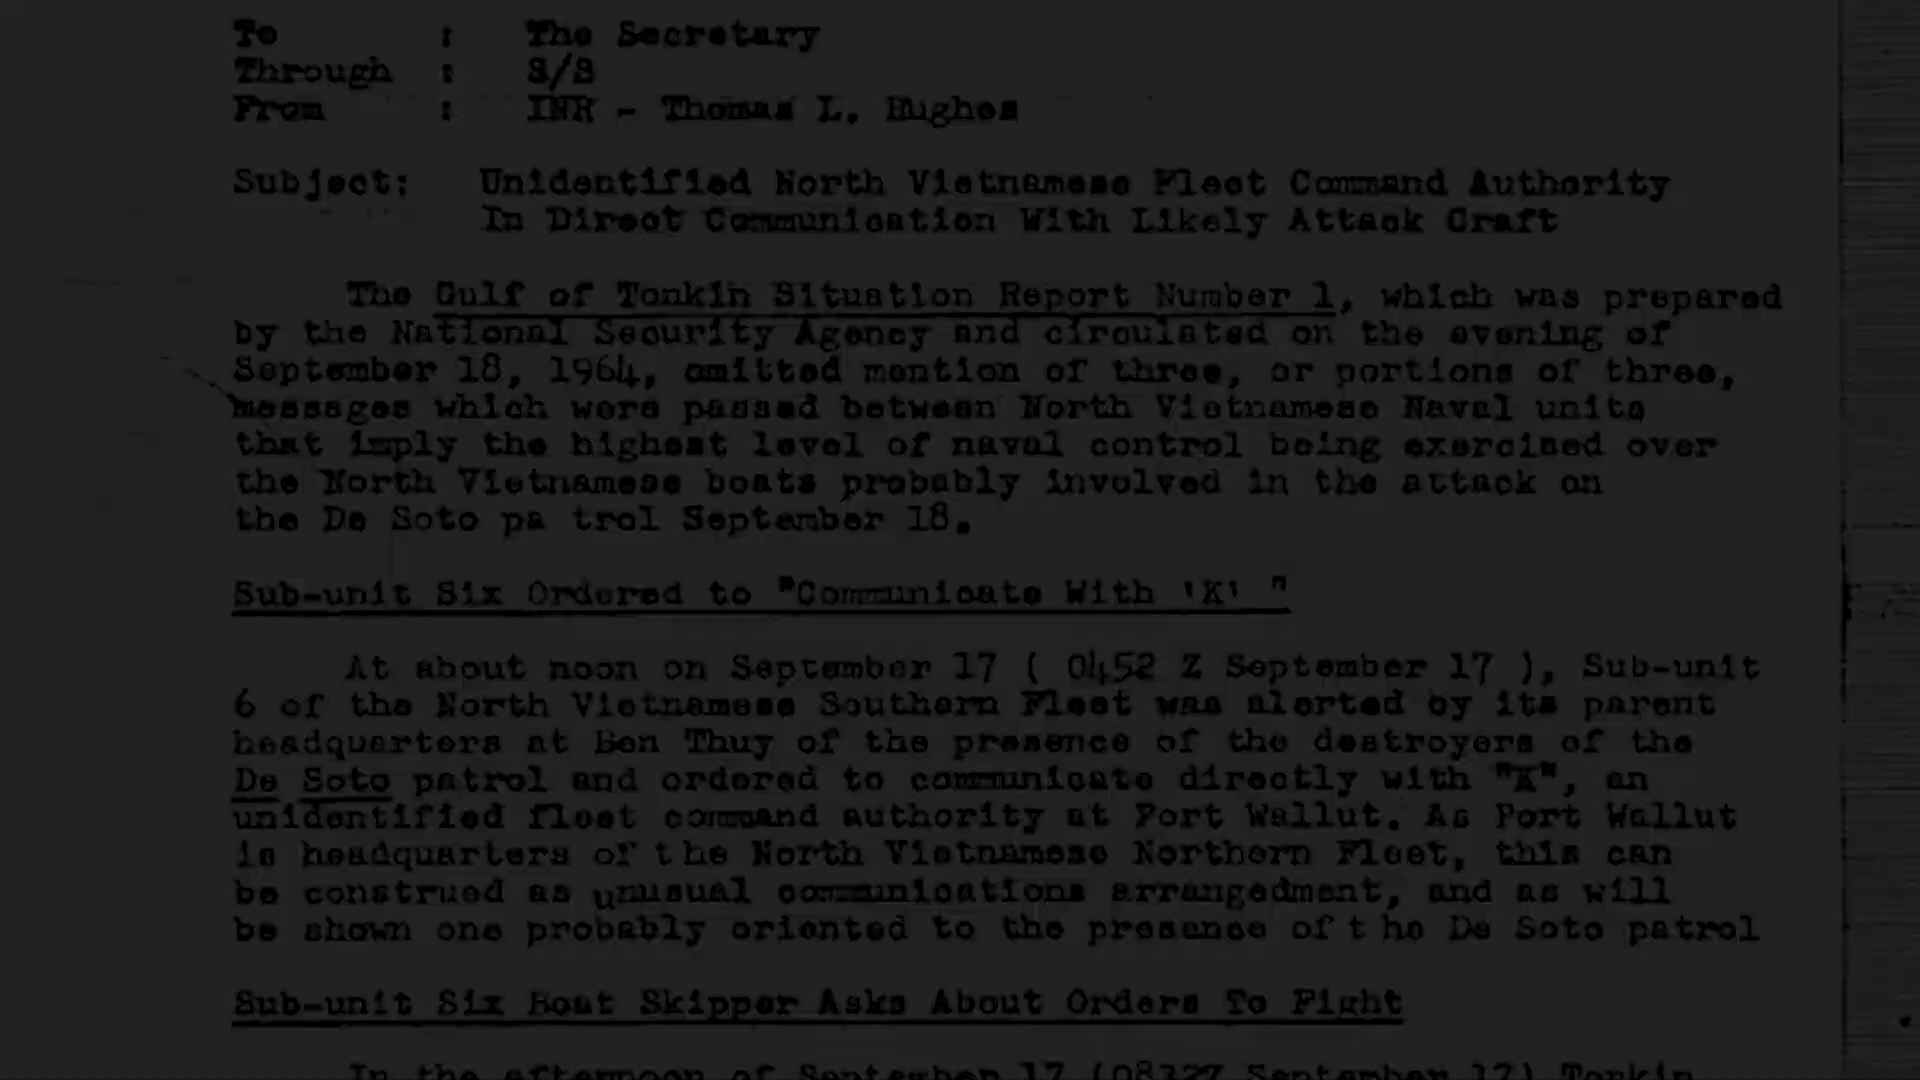 To : The Secretary
Through : S/S
From : INR - Thomas L. Hughes
Subject: Unidentified North Vietnamese Fleet Command Authority
In Direct Communication With Likely Attack Craft
The Gulf of Tonkin Situation Report Number 1, which was prepared
by the National Security Agency and circulated on the evening of
September 18, 1964, omitted mention of three, or portions of three,
messages which were passed between North Vietnamese Naval units
that imply the highest level of naval control being exercised over
the North Vietnamese boats probably involved in the attack on
the De Soto pa trol September 18.
Sub-unit Six Ordered to "Communicate With 'K' "
At about noon on September 17 ( 0452 Z September 17 ), Sub-unit
6 of the North Vietnamese Southern Fleet was alerted by its parent
headquarters at Ben Thuy of the presence of the destroyers of the
De Soto patrol and ordered to communicate directly with "K", an
unidentified fleet command authority at Port Wallut. As Port Wallut
is headquarters of t he North Vietnamese Northern Fleet, this can
be construed as unusual communications arrangedment, and as will
be shown one probably oriented to the presence of t he De Soto patrol
Sub-unit Six Boat Skipper Asks About Orders To Fight
In the afternoon of September 17 (0832Z September 17) Tonkin